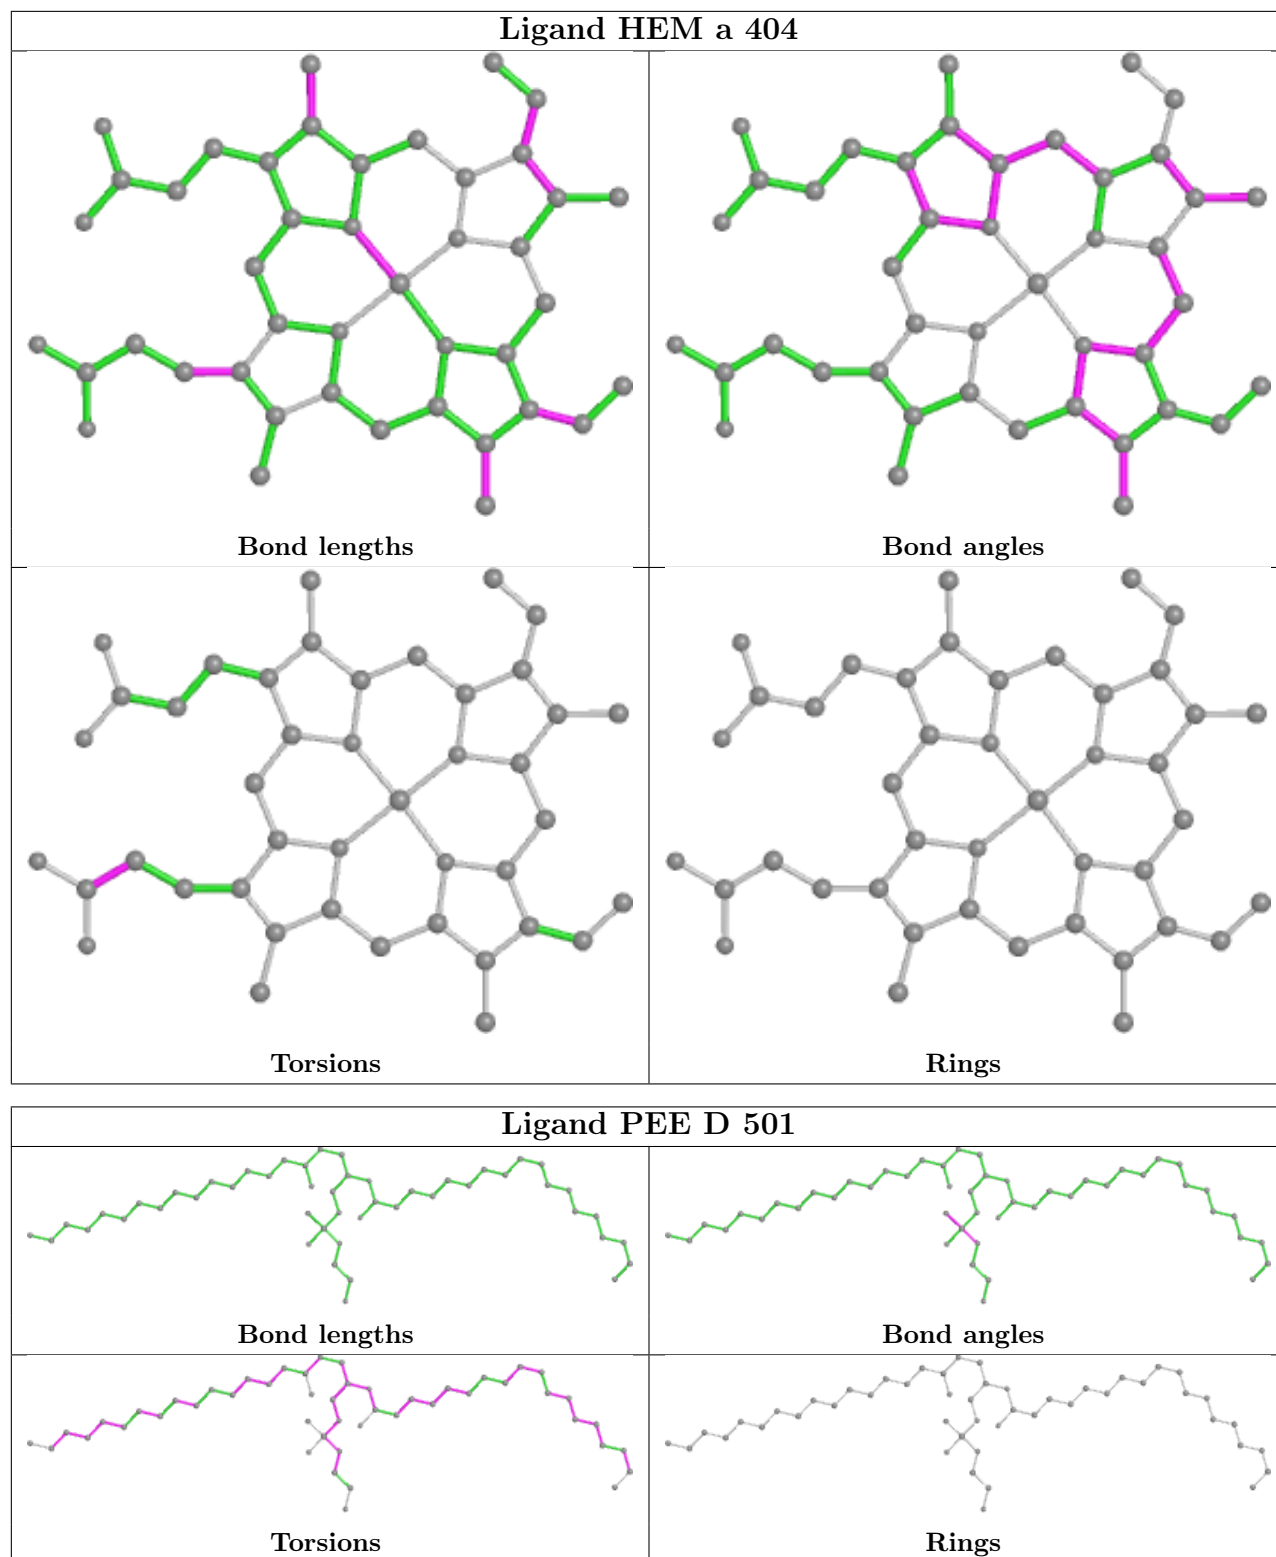 Ligand HEM a 404
Bond lengths
Bond angles
Torsions
Rings
Ligand PEE D 501
Bond lengths
Bond angles
Torsions
Rings